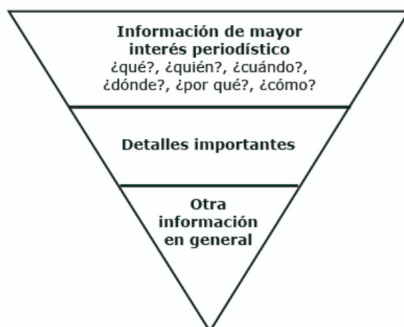 Información de mayor
interés periodístico
¿qué?, ¿quién?, ¿cuándo?,
¿dónde?, ¿por qué?, ¿cómo?
Detalles importantes
Otra
información
en general